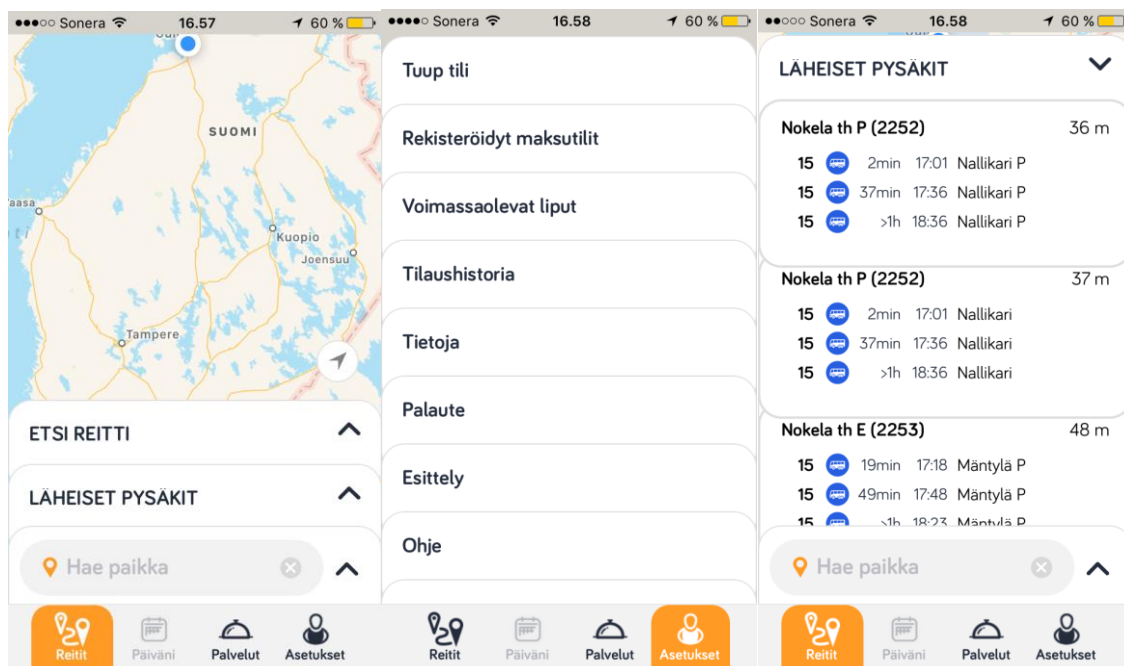 Sonera 16.57 60 %
SUOMI
Kuopio
Joensuu
Tampere
ETSI REITTI
LÄHEISET PYSÄKIT
Hae paikka
Reitit Päiväni Palvelut Asetukset
Sonera 16.58 60 %
Tuup tili
Rekisteröidyt maksutilit
Voimassaolevat liput
Tilaushistoria
Tietoja
Palaute
Esittely
Ohje
Reitit Päiväni Palvelut Asetukset
Sonera 16.58 60 %
LÄHEISET PYSÄKIT
Nokela th P (2252) 36 m
15 2min 17:01 Nallikari P
15 37min 17:36 Nallikari P
15 >1h 18:36 Nallikari P
Nokela th P (2252) 37 m
15 2min 17:01 Nallikari
15 37min 17:36 Nallikari
15 >1h 18:36 Nallikari
Nokela th E (2253) 48 m
15 19min 17:18 Mäntylä P
15 49min 17:48 Mäntylä P
15 >1h 18:23 Mäntylä P
Hae paikka
Reitit Päiväni Palvelut Asetukset